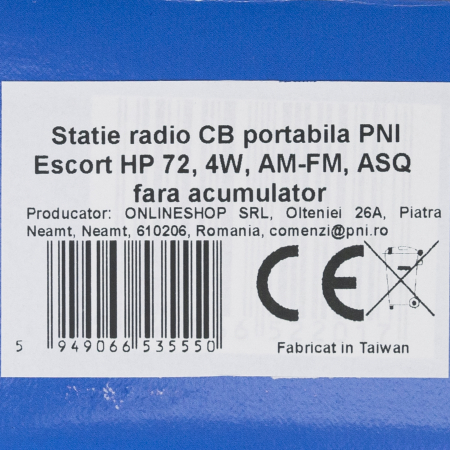 Statie radio CB portabila PNI
Escort HP 72, 4W, AM-FM, ASQ
fara acumulator
Producator: ONLINESHOP SRL, Olteniei 26A, Piatra
Neamt, Neamt, 610206, Romania, comenzi@pni.ro
CE
5 949066 535550
Fabricat in Taiwan